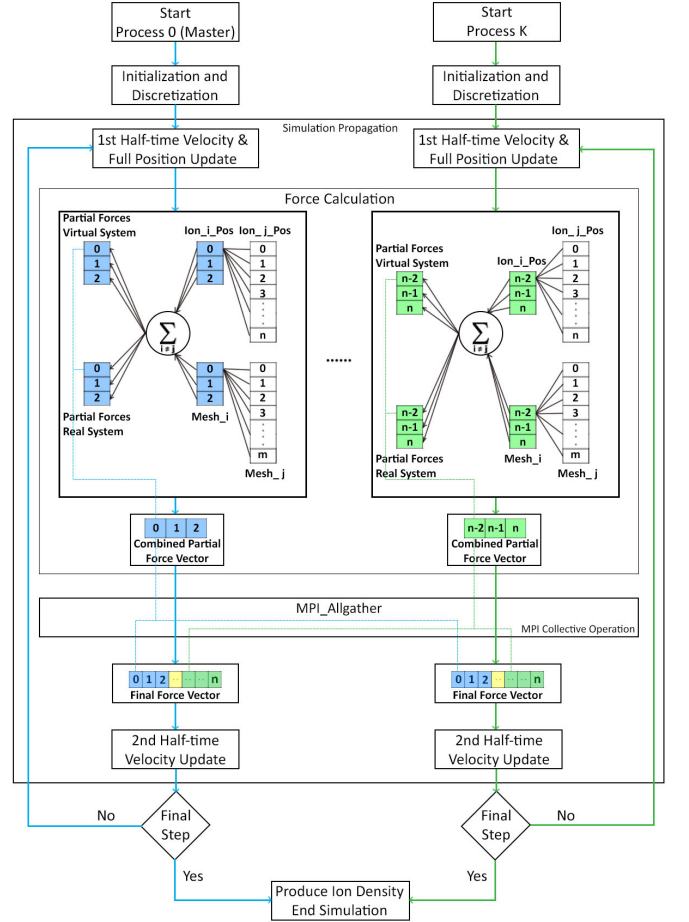 Start
Process 0 (Master)
Start
Process K
Initialization and
Discretization
Initialization and
Discretization
Simulation Propagation
1st Half-time Velocity &
Full Position Update
1st Half-time Velocity &
Full Position Update
Force Calculation
Partial Forces
Virtual System
Ion_i_Pos
Ion_ j_Pos
0
1
2
0
1
2
0
1
2
3
n
∑
i ≠ j
0
1
2
0
1
2
0
1
2
3
m
Partial Forces
Real System
Mesh_i
Mesh_ j
......
Partial Forces
Virtual System
Ion_i_Pos
Ion_ j_Pos
n-2
n-1
n
n-2
n-1
n
0
1
2
3
n
∑
i ≠ j
n-2
n-1
n
n-2
n-1
n
0
1
2
3
m
Partial Forces
Real System
Mesh_i
Mesh_ j
0 1 2
Combined Partial
Force Vector
n-2 n-1 n
Combined Partial
Force Vector
MPI_Allgather
MPI Collective Operation
0 1 2 ·· ·· ·· n
Final Force Vector
0 1 2 ·· ·· ·· n
Final Force Vector
2nd Half-time
Velocity Update
2nd Half-time
Velocity Update
No
Final
Step
Final
Step
No
Yes
Yes
Produce Ion Density
End Simulation